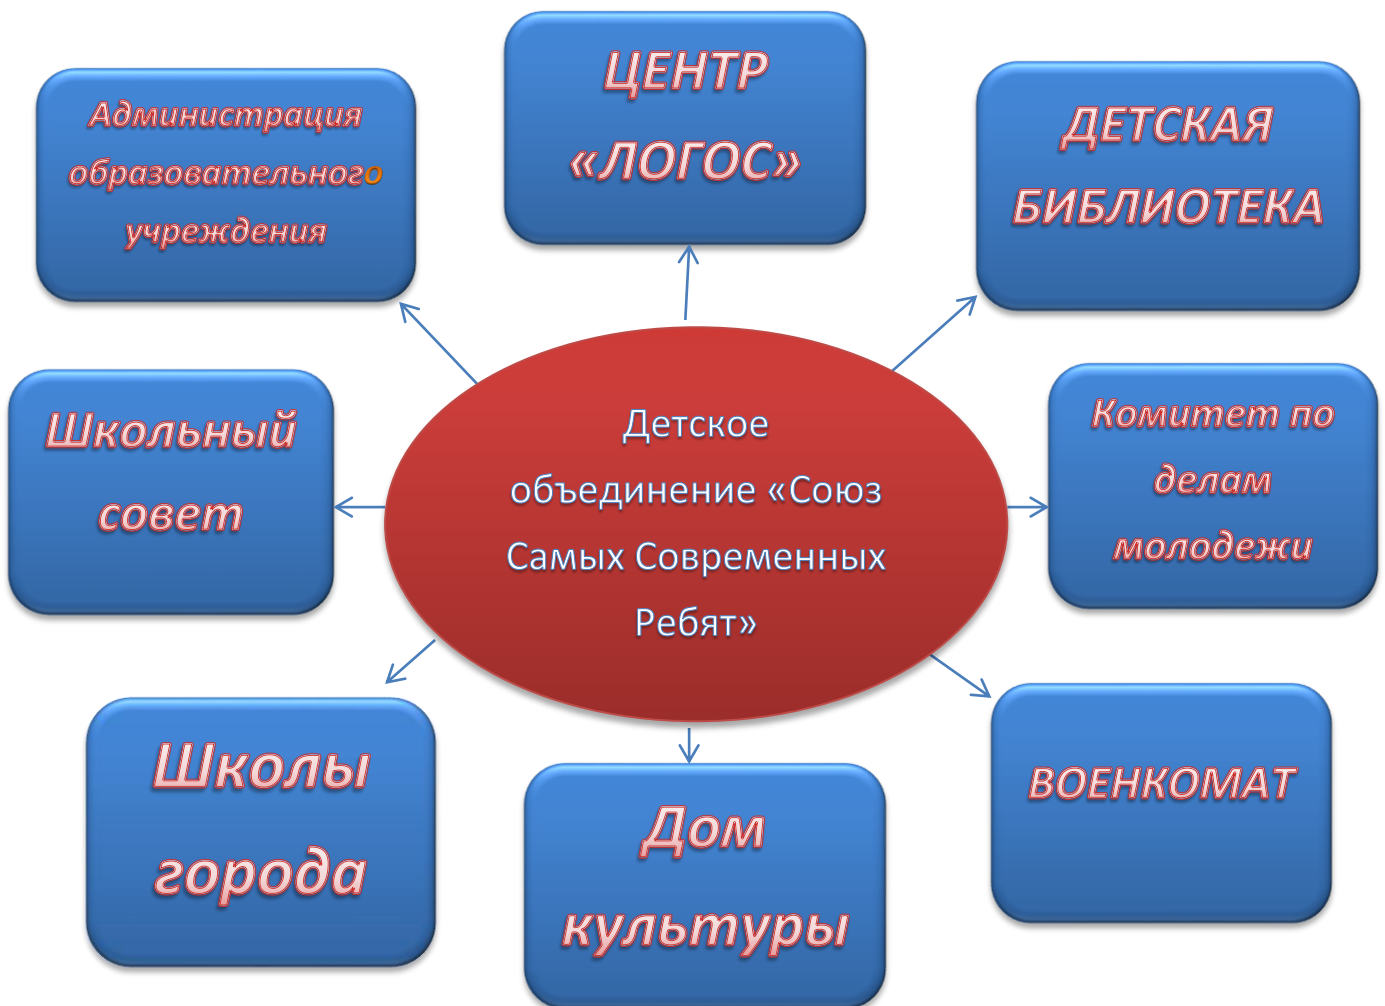 ЦЕНТР
«ЛОГОС»
Администрация
образовательного
учреждения
ДЕТСКАЯ
БИБЛИОТЕКА
Школьный
совет
Детское
объединение «Союз
Самых Современных
Ребят»
Комитет по
делам
молодежи
Школы
города
Дом
культуры
ВОЕНКОМАТ